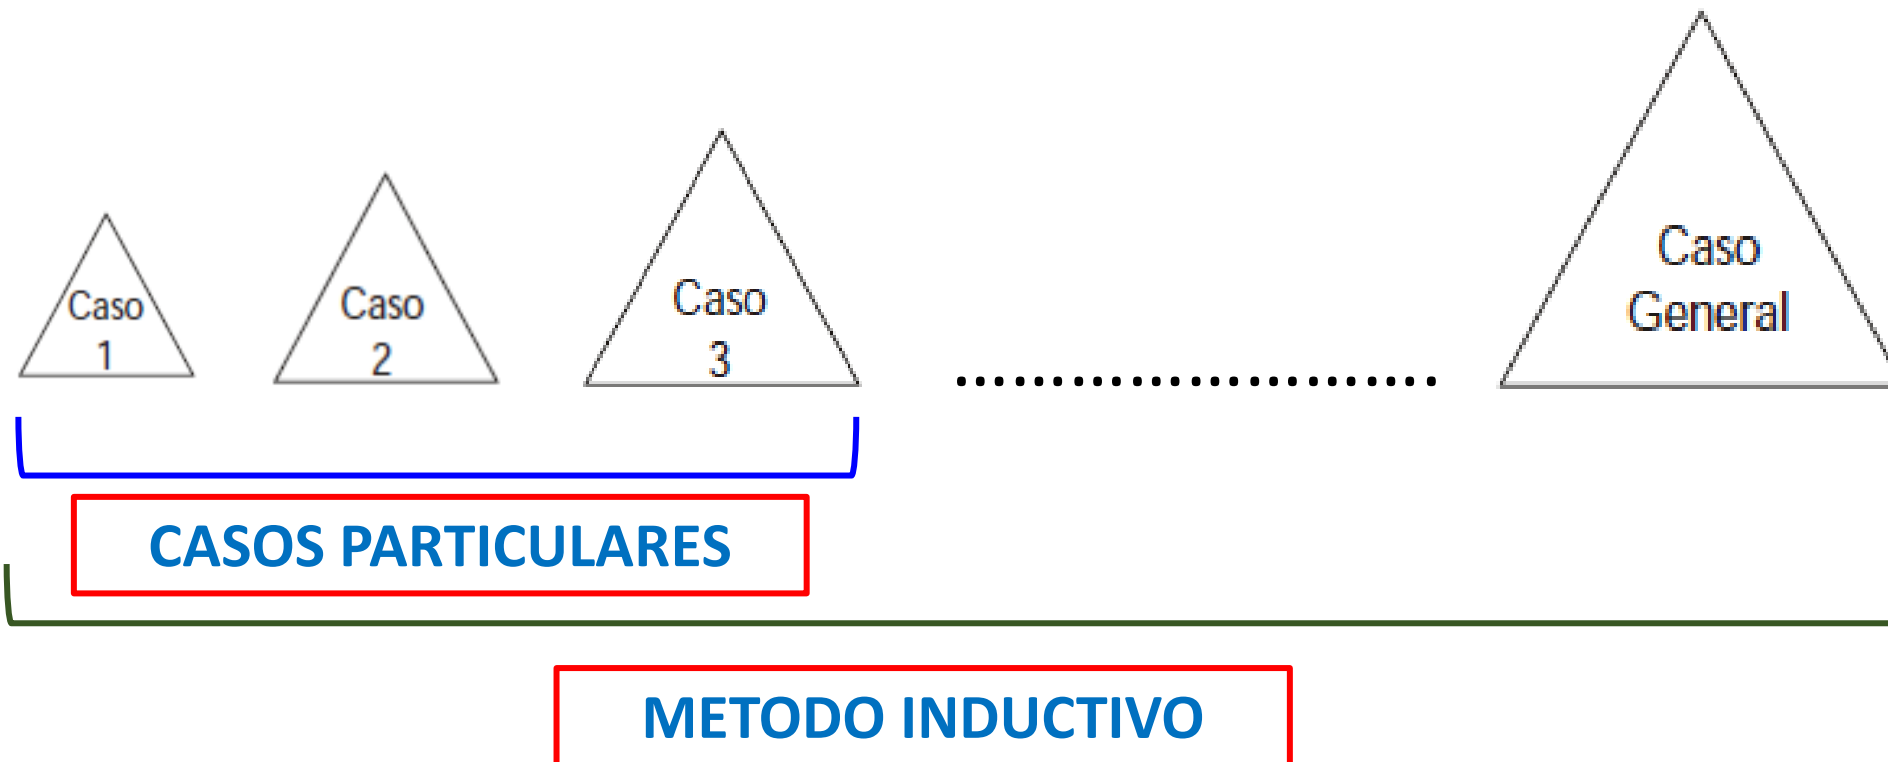 Caso
1
Caso
2
Caso
3
Caso
General
CASOS PARTICULARES
METODO INDUCTIVO